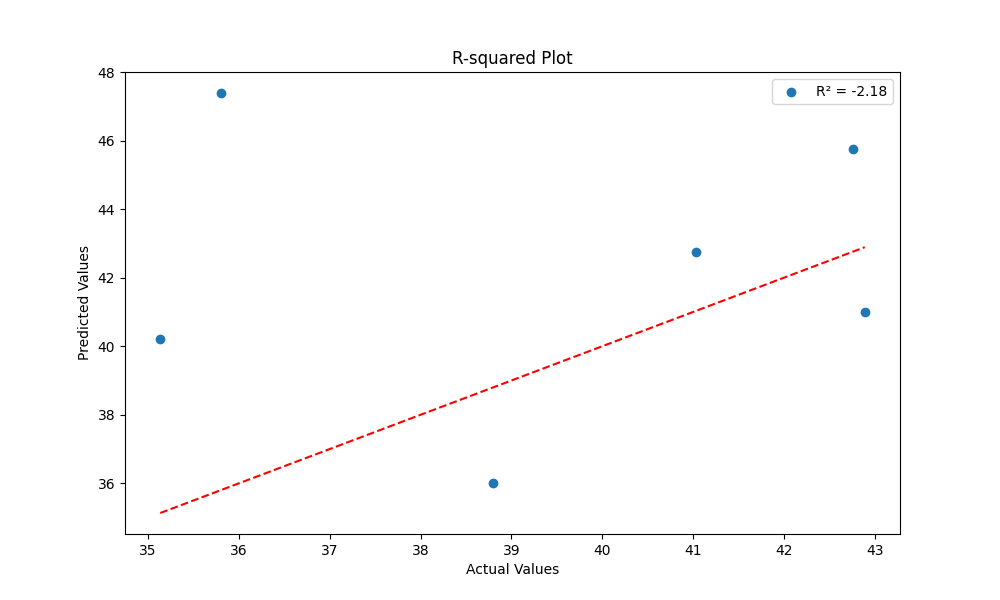 R-squared Plot
R² = -2.18
Predicted Values
48
46
44
42
40
38
36
35 36 37 38 39 40 41 42 43
Actual Values